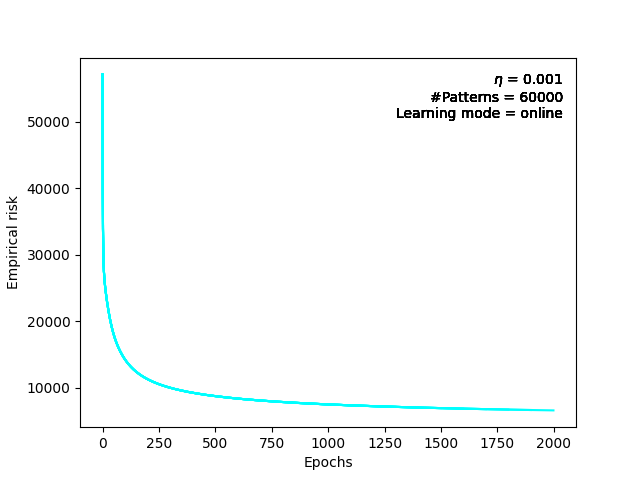 η = 0.001
#Patterns = 60000
Learning mode = online
Empirical risk
50000
40000
30000
20000
10000
0 250 500 750 1000 1250 1500 1750 2000
Epochs